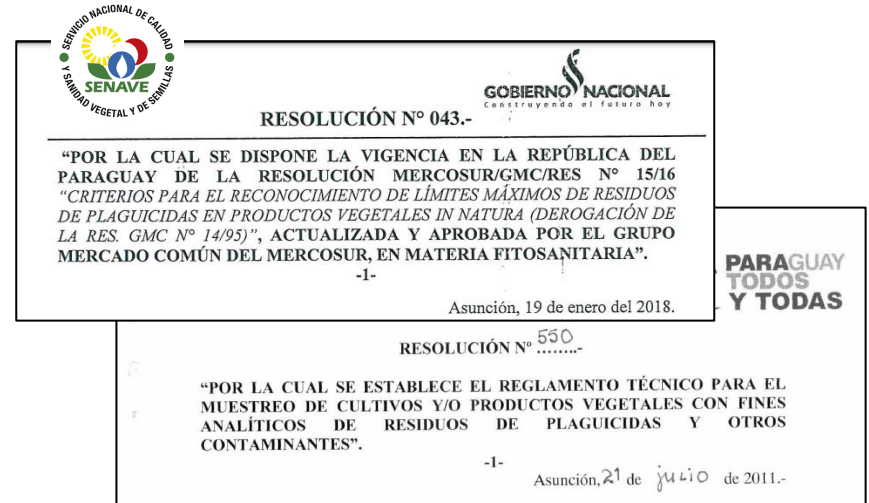 SERVICIO NACIONAL DE CALIDAD
Y SANIDAD VEGETAL Y DE SEMILLAS
SENAVE
GOBIERNO NACIONAL
Construyendo el futuro hoy
RESOLUCIÓN N° 043.-
“POR LA CUAL SE DISPONE LA VIGENCIA EN LA REPÚBLICA DEL
PARAGUAY DE LA RESOLUCIÓN MERCOSUR/GMC/RES N° 15/16
“CRITERIOS PARA EL RECONOCIMIENTO DE LÍMITES MÁXIMOS DE RESIDUOS
DE PLAGUICIDAS EN PRODUCTOS VEGETALES IN NATURA (DEROGACIÓN DE
LA RES. GMC N° 14/95)”, ACTUALIZADA Y APROBADA POR EL GRUPO
MERCADO COMÚN DEL MERCOSUR, EN MATERIA FITOSANITARIA”.
-1-
Asunción, 19 de enero del 2018.
PARAGUAY
TODOS
Y TODAS
RESOLUCIÓN Nº 550.-
“POR LA CUAL SE ESTABLECE EL REGLAMENTO TÉCNICO PARA EL
MUESTREO DE CULTIVOS Y/O PRODUCTOS VEGETALES CON FINES
ANALÍTICOS DE RESIDUOS DE PLAGUICIDAS Y OTROS
CONTAMINANTES”.
-1-
Asunción, 21 de julio de 2011.-